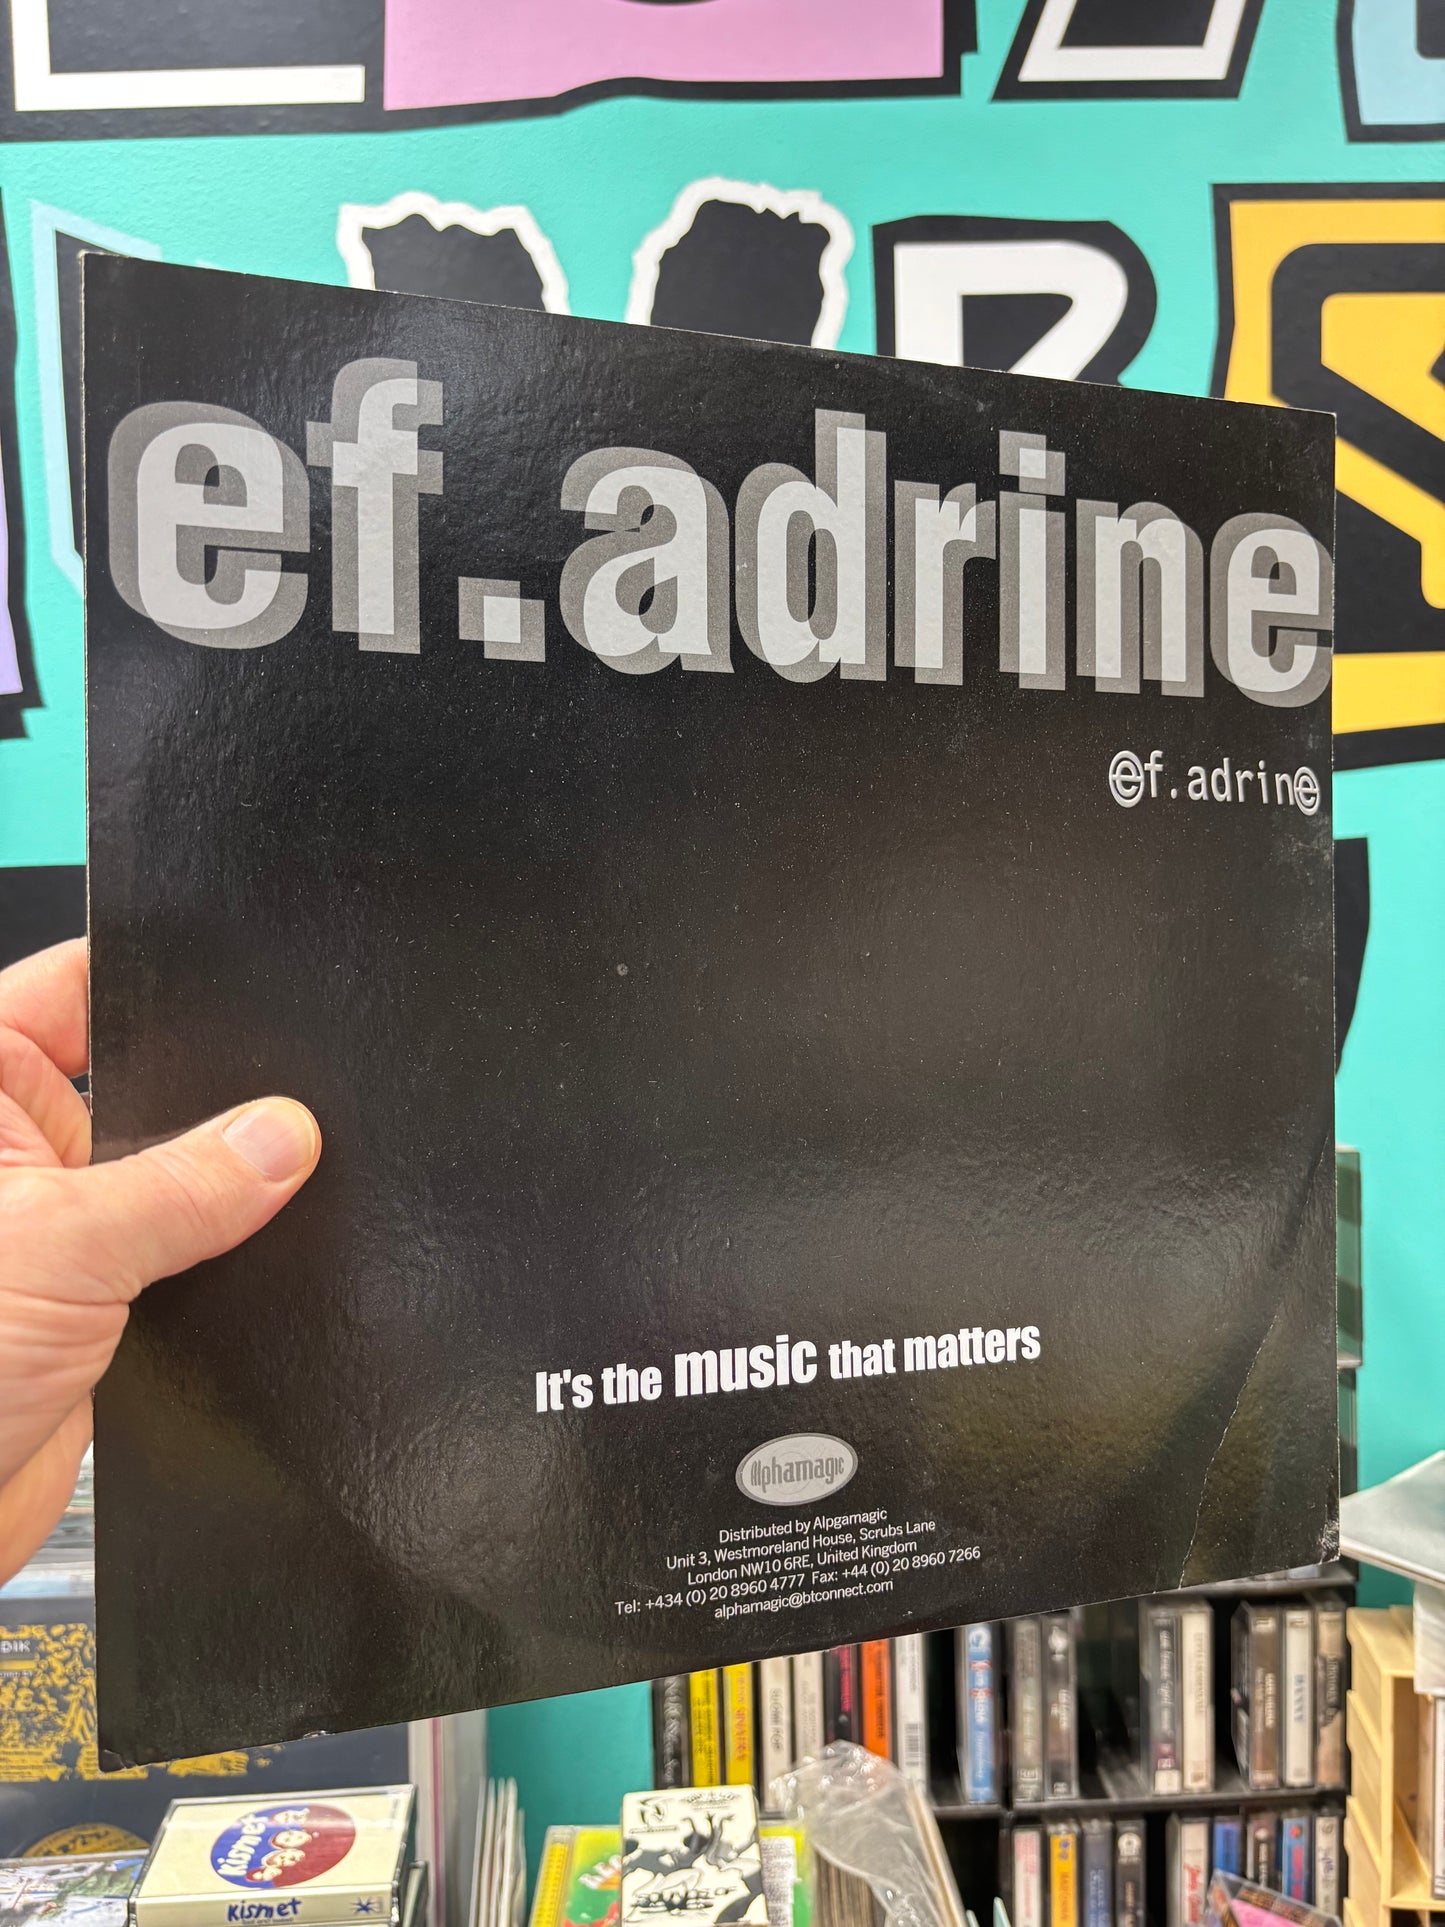 ef.adrine
ef.adrine
It's the music that matters
Alphamagic
Distributed by Alpgamagic
Unit 3, Westmoreland House, Scrubs Lane
London NW10 6RE, United Kingdom
Tel: +434 (0) 20 8960 4777 Fax: +44 (0) 20 8960 7266
alphamagic@btconnect.com
Kismet
Kismet